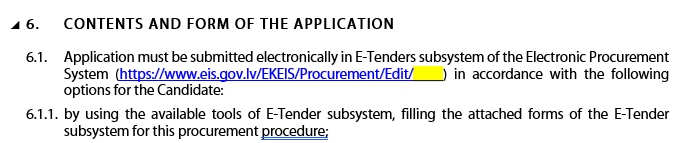 6. CONTENTS AND FORM OF THE APPLICATION
6.1. Application must be submitted electronically in E-Tenders subsystem of the Electronic Procurement
System (https://www.eis.gov.lv/EKEIS/Procurement/Edit/ ) in accordance with the following
options for the Candidate:
6.1.1. by using the available tools of E-Tender subsystem, filling the attached forms of the E-Tender
subsystem for this procurement procedure;